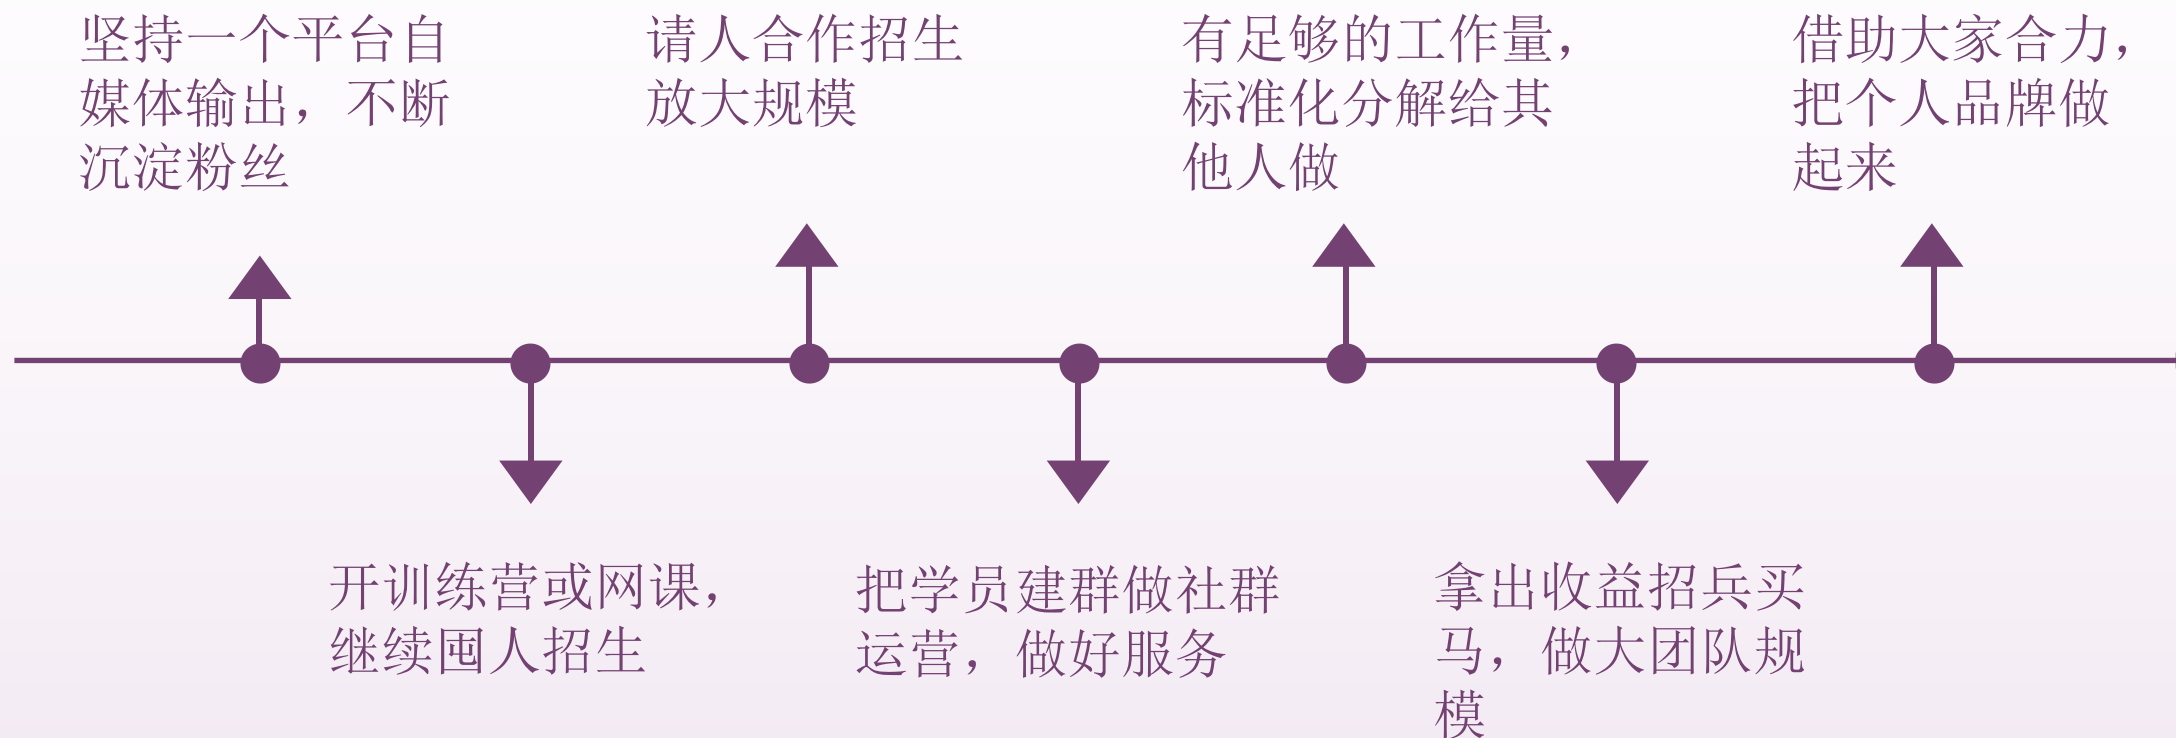 坚持一个平台自
媒体输出，不断
沉淀粉丝
开训练营或网课，
继续囤人招生
请人合作招生
放大规模
把学员建群做社群
运营，做好服务
有足够的工作量，
标准化分解给其
他人做
拿出收益招兵买
马，做大团队规
模
借助大家合力，
把个人品牌做
起来